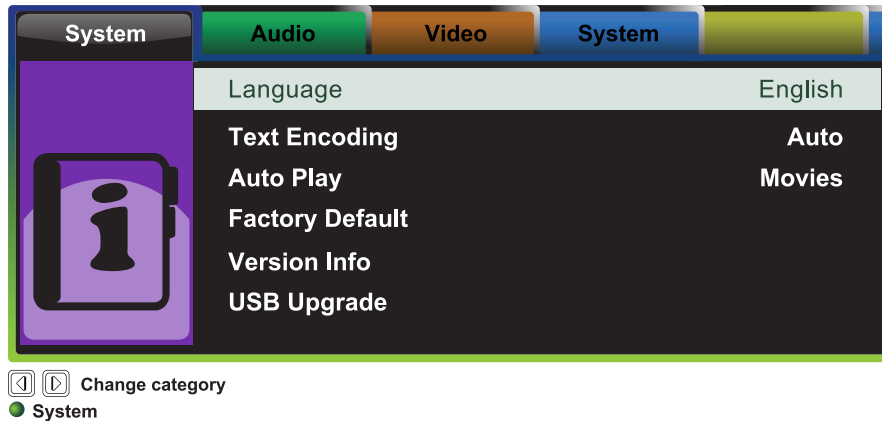 System Audio Video System
Language English
Text Encoding Auto
Auto Play Movies
Factory Default
Version Info
USB Upgrade
Change category
System